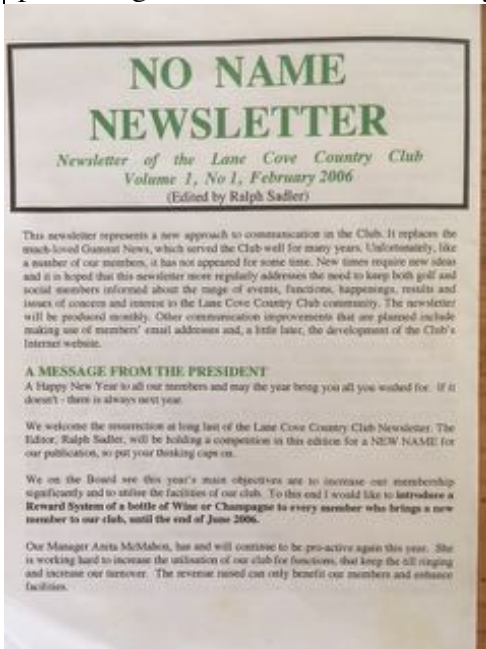 NO NAME
NEWSLETTER
Newsletter of the Lane Cove Country Club
Volume 1, No 1, February 2006
(Edited by Ralph Sadler)
This newsletter represents a new approach to communication in the Club. It replaces the
much-loved Gumnut News, which served the Club well for many years. Unfortunately, like
a number of our members, it has not appeared for some time. New times require new ideas
and it is hoped that this newsletter more regularly addresses the need to keep both golf and
social members informed about the range of events, functions, happenings, results and
issues of concern and interest to the Lane Cove Country Club community. The newsletter
will be produced monthly. Other communication improvements that are planned include
making use of members' email addresses and, a little later, the development of the Club's
Internet website.
A MESSAGE FROM THE PRESIDENT
A Happy New Year to all our members and may the year bring you all you wished for. If it
doesn't - there is always next year.
We welcome the resurrection at long last of the Lane Cove Country Club Newsletter. The
Editor, Ralph Sadler, will be holding a competition in this edition for a NEW NAME for
our publication, so put your thinking caps on.
We on the Board see this year's main objectives are to increase our membership
significantly and to utilise the facilities of our club. To this end I would like to introduce a
Reward System of a bottle of Wine or Champagne to every member who brings a new
member to our club, until the end of June 2006.
Our Manager Anita McMahon, has and will continue to be pro-active again this year. She
is working hard to increase the utilisation of our club for functions, that keep the till ringing
and increase our turnover. The revenue raised can only benefit our members and enhance
facilities.